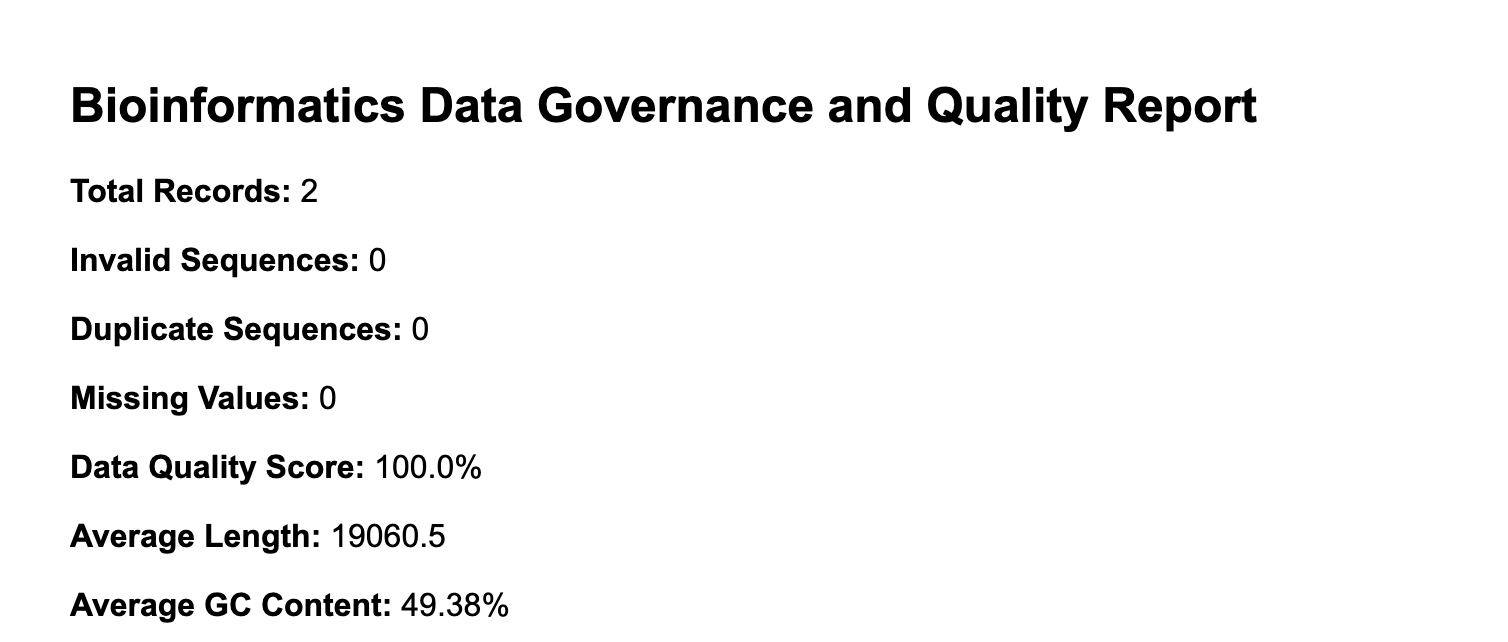 Bioinformatics Data Governance and Quality Report
Total Records: 2
Invalid Sequences: 0
Duplicate Sequences: 0
Missing Values: 0
Data Quality Score: 100.0%
Average Length: 19060.5
Average GC Content: 49.38%